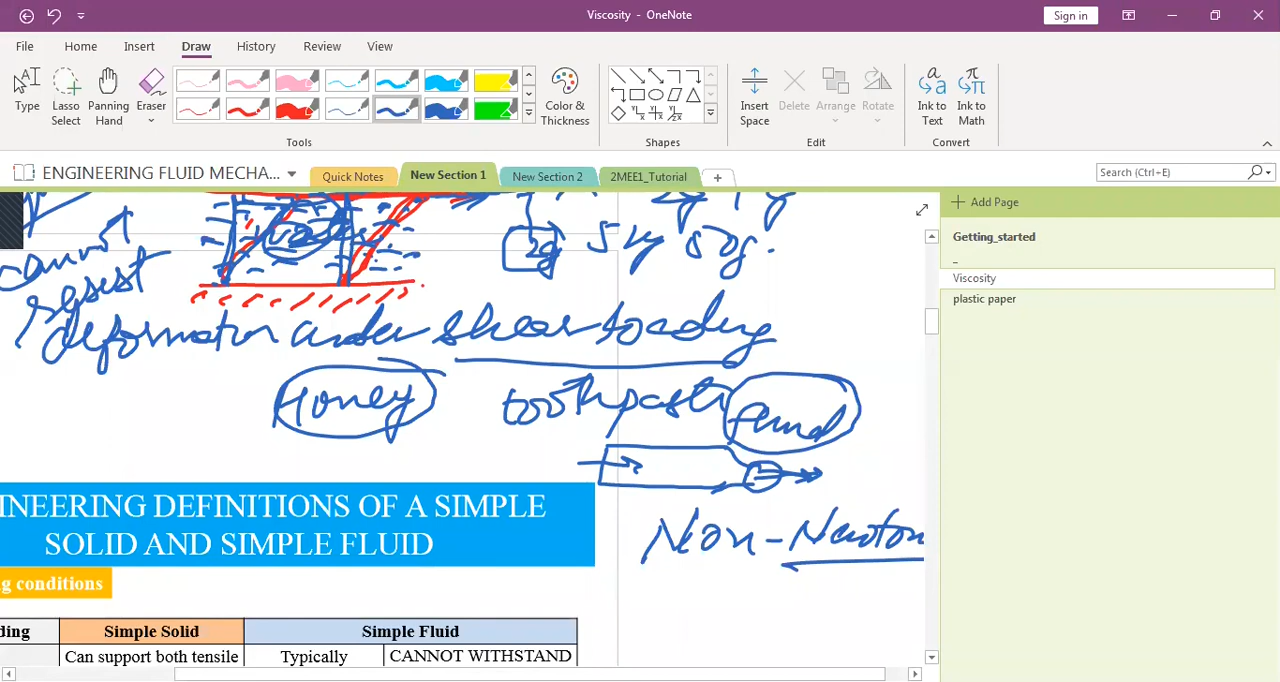 Viscosity - OneNote
Sign in
File Home Insert Draw History Review View
Type
Lasso Select
Panning Hand
Eraser
Color & Thickness
Insert Space
Delete
Arrange
Rotate
Ink to Text
Ink to Math
Tools
Shapes
Edit
Convert
ENGINEERING FLUID MECHA...
Quick Notes
New Section 1
New Section 2
2MEE1_Tutorial
Search (Ctrl+E)
Add Page
Getting_started
Viscosity
plastic paper
cannot
resist
deformation under shear loading
Honey toothpaste fluid
Non-Newton
INEERING DEFINITIONS OF A SIMPLE
SOLID AND SIMPLE FLUID
g conditions
ding Simple Solid Simple Fluid
Can support both tensile Typically CANNOT WITHSTAND